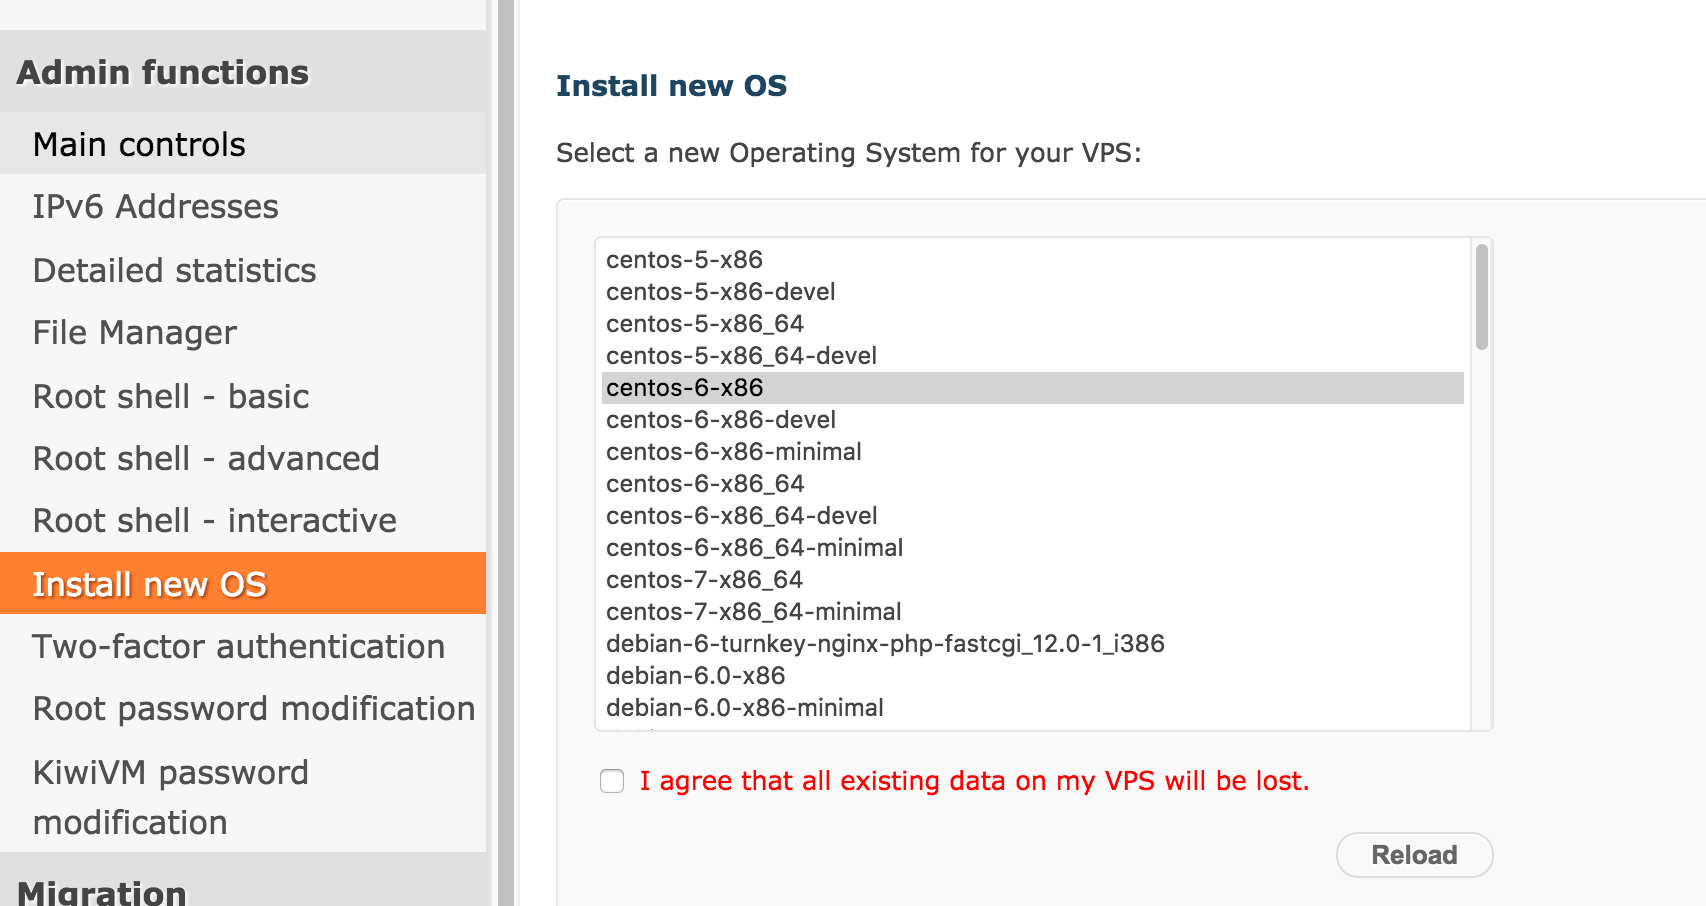 Admin functions
Main controls
IPv6 Addresses
Detailed statistics
File Manager
Root shell - basic
Root shell - advanced
Root shell - interactive
Install new OS
Two-factor authentication
Root password modification
KiwiVM password
modification
Migration
Install new OS
Select a new Operating System for your VPS:
centos-5-x86
centos-5-x86-devel
centos-5-x86_64
centos-5-x86_64-devel
centos-6-x86
centos-6-x86-devel
centos-6-x86-minimal
centos-6-x86_64
centos-6-x86_64-devel
centos-6-x86_64-minimal
centos-7-x86_64
centos-7-x86_64-minimal
debian-6-turnkey-nginx-php-fastcgi_12.0-1_i386
debian-6.0-x86
debian-6.0-x86-minimal
I agree that all existing data on my VPS will be lost.
Reload